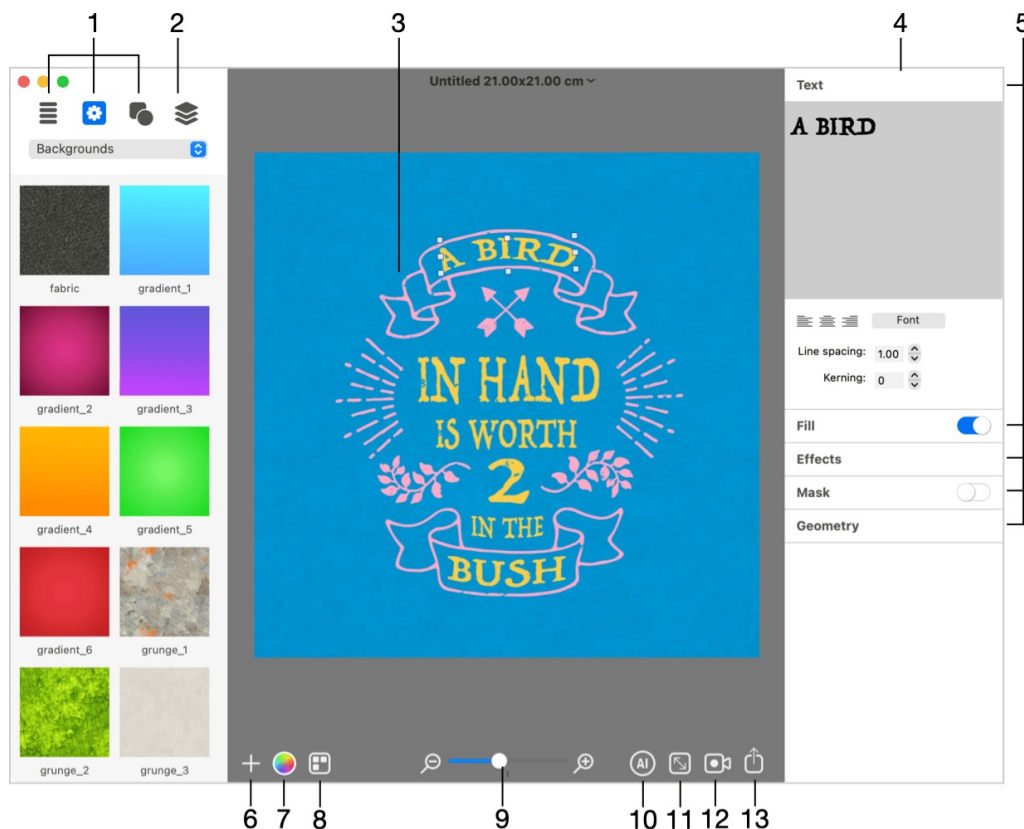 1
2
3
4
5
Untitled 21.00x21.00 cm
Backgrounds
fabric
gradient_1
gradient_2
gradient_3
gradient_4
gradient_5
gradient_6
grunge_1
grunge_2
grunge_3
A BIRD
IN HAND
IS WORTH
2
IN THE
BUSH
Text
A BIRD
Font
Line spacing: 1.00
Kerning: 0
Fill
Effects
Mask
Geometry
AI
6
7
8
9
10
11
12
13